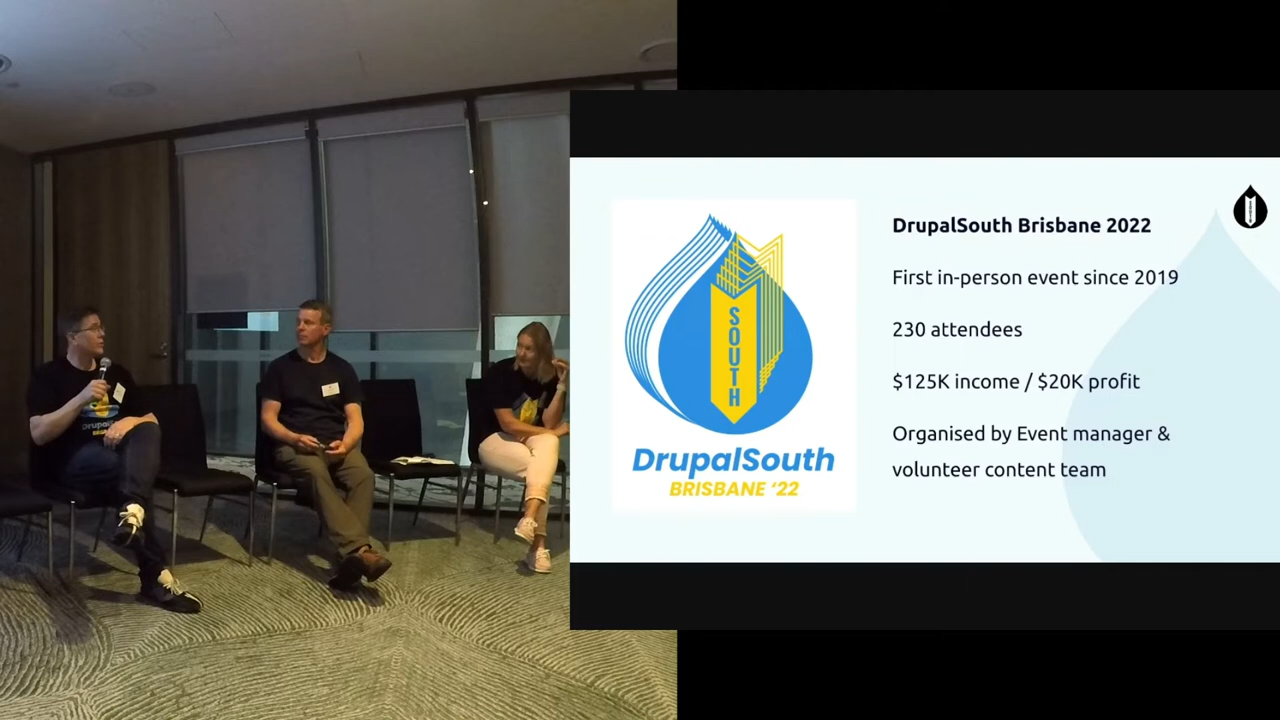 DrupalSouth Brisbane 2022
First in-person event since 2019
230 attendees
$125K income / $20K profit
Organised by Event manager &
volunteer content team
SOUTH
DrupalSouth
BRISBANE ‘22